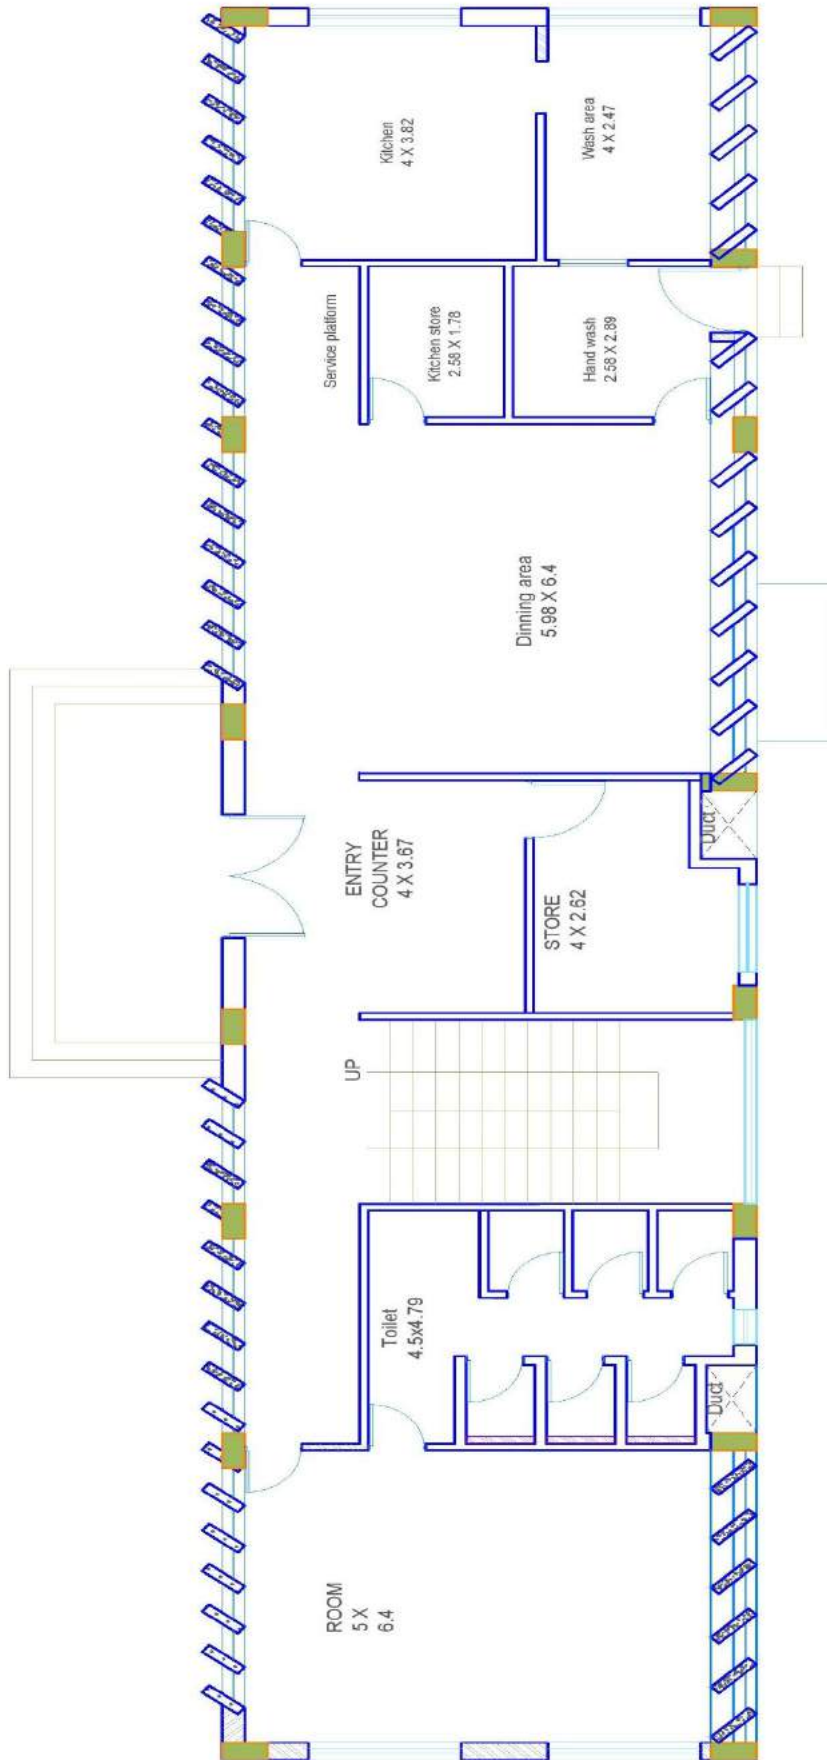 Kitchen
4 X 3.82
Wash area
4 X 2.47
Service platform
Kitchen store
2.58 X 1.78
Hand wash
2.58 X 2.89
Dinning area
5.98 X 6.4
ENTRY
COUNTER
4 X 3.67
STORE
4 X 2.62
Duct
UP
Toilet
4.5x4.79
Duct
ROOM
5 X
6.4